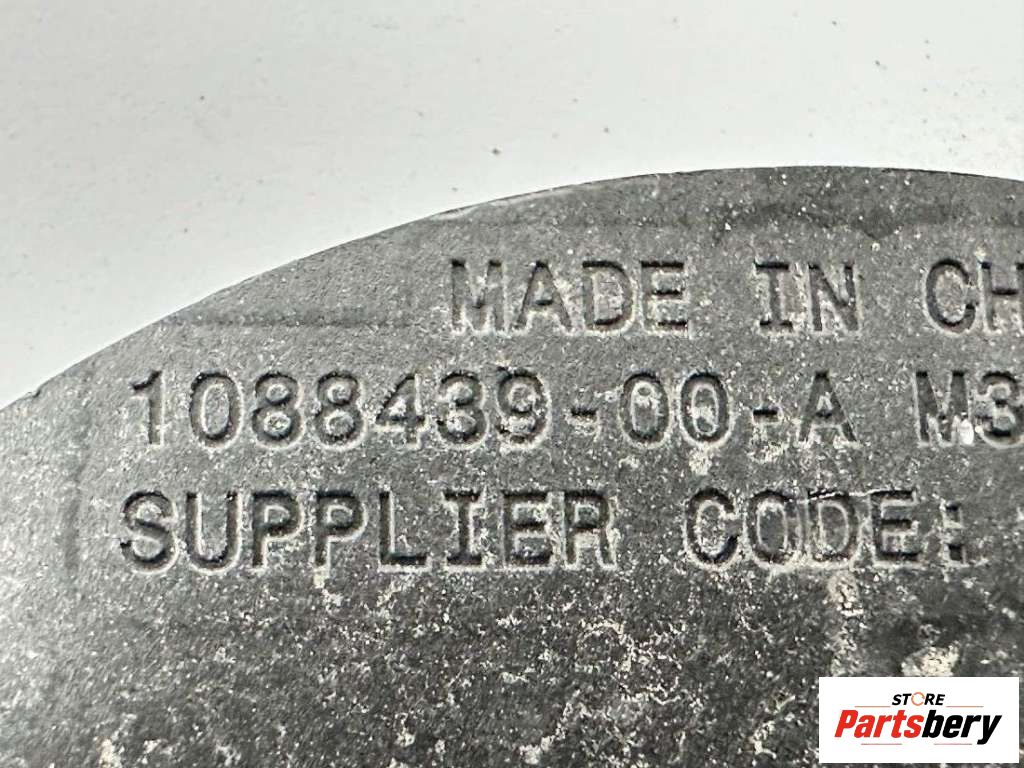 MADE IN CH
1088439-00-A M3
SUPPLIER CODE:
STORE
Partsbery